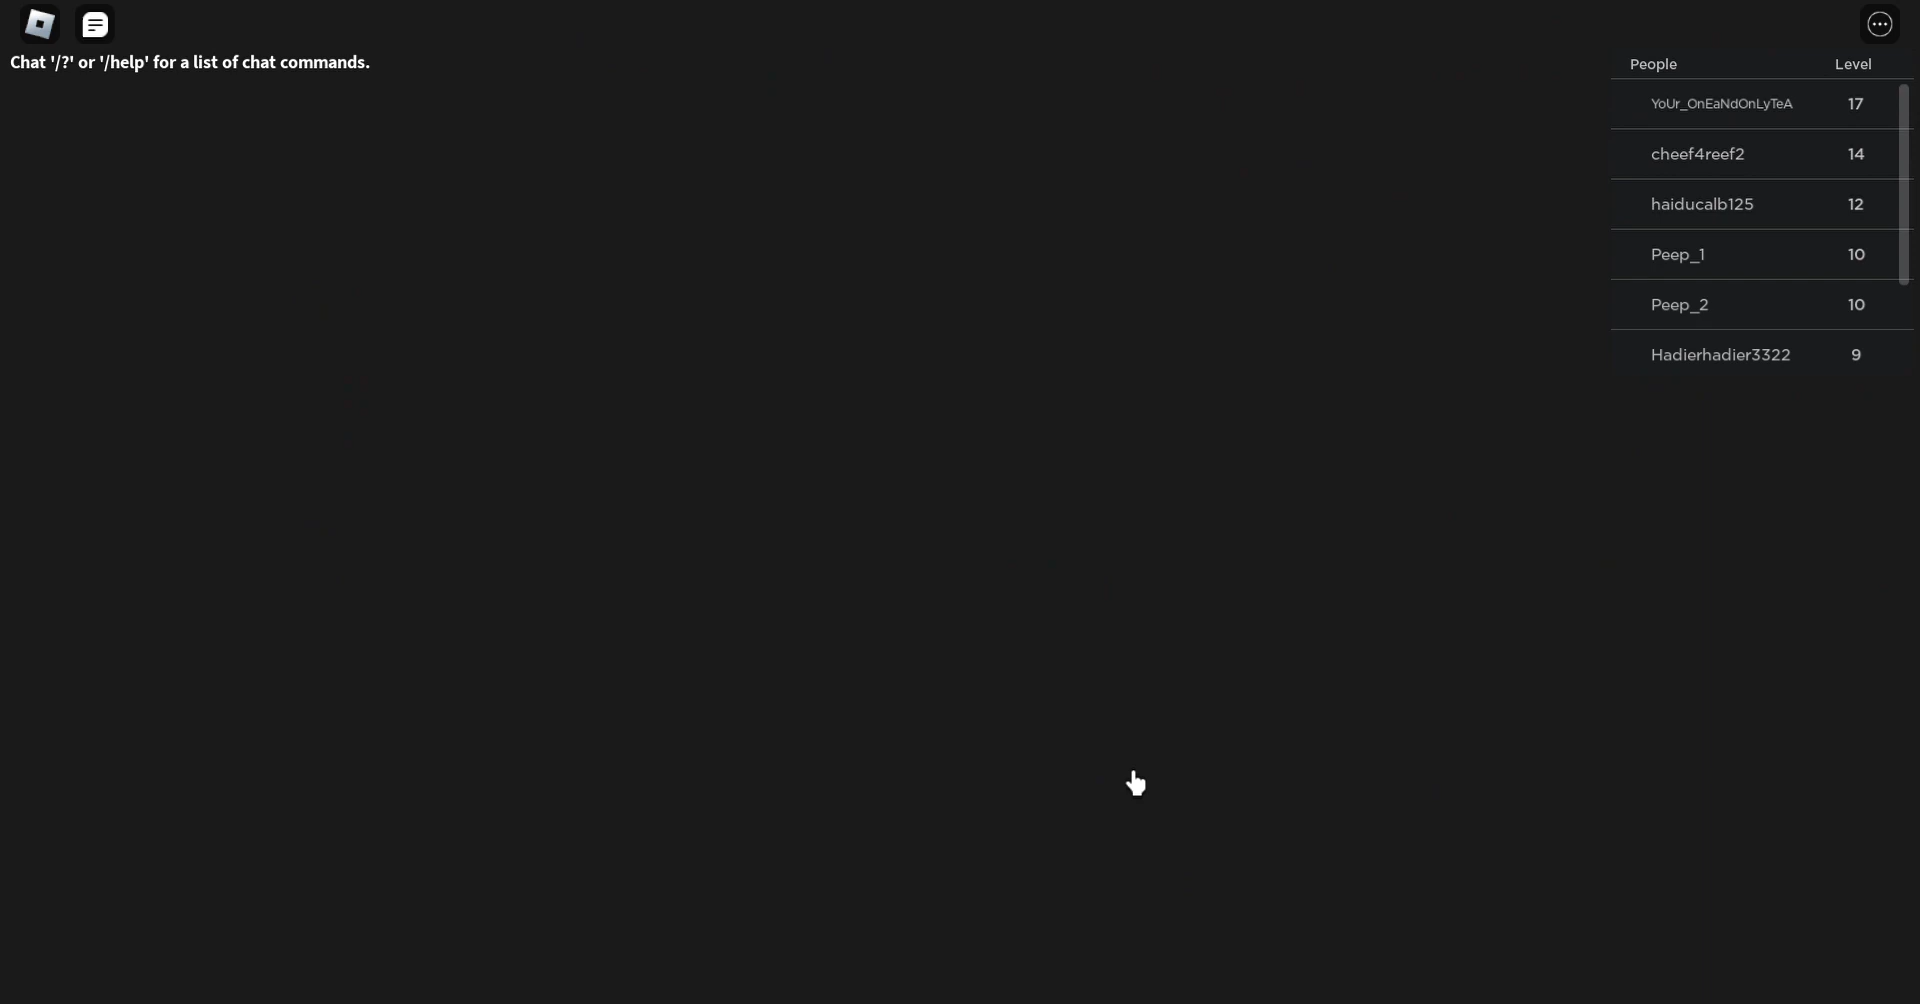 Chat '/?' or '/help' for a list of chat commands.
People Level
YoUr_OnEaNdOnLyTeA 17
cheef4reef2 14
haiducalb125 12
Peep_1 10
Peep_2 10
Hadierhadier3322 9